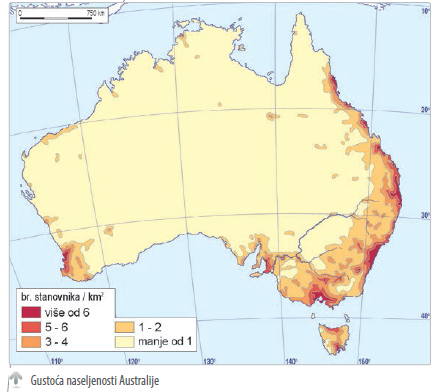 0 750 km
10°
20°
30°
40°
br. stanovnika / km²
više od 6
5 - 6
3 - 4
1 - 2
manje od 1
110° 120° 130° 140° 150°
Gustoća naseljenosti Australije